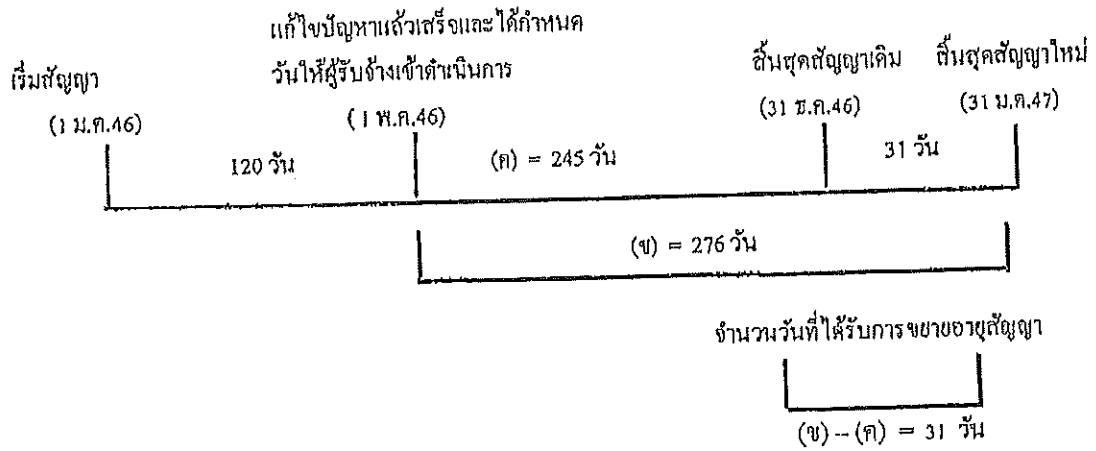 แก้ไขปัญหาแล้วเสร็จและได้กำหนด
วันให้ผู้รับจ้างเข้าดำเนินการ
เริ่มสัญญา
สิ้นสุดสัญญาเดิม
สิ้นสุดสัญญาใหม่
(1 ม.ค.46)
(1 พ.ค.46)
(31 ธ.ค.46)
(31 ม.ค.47)
120 วัน
(ค) = 245 วัน
31 วัน
(ข) = 276 วัน
จำนวนวันที่ได้รับการขยายอายุสัญญา
(ข) -- (ค) = 31 วัน